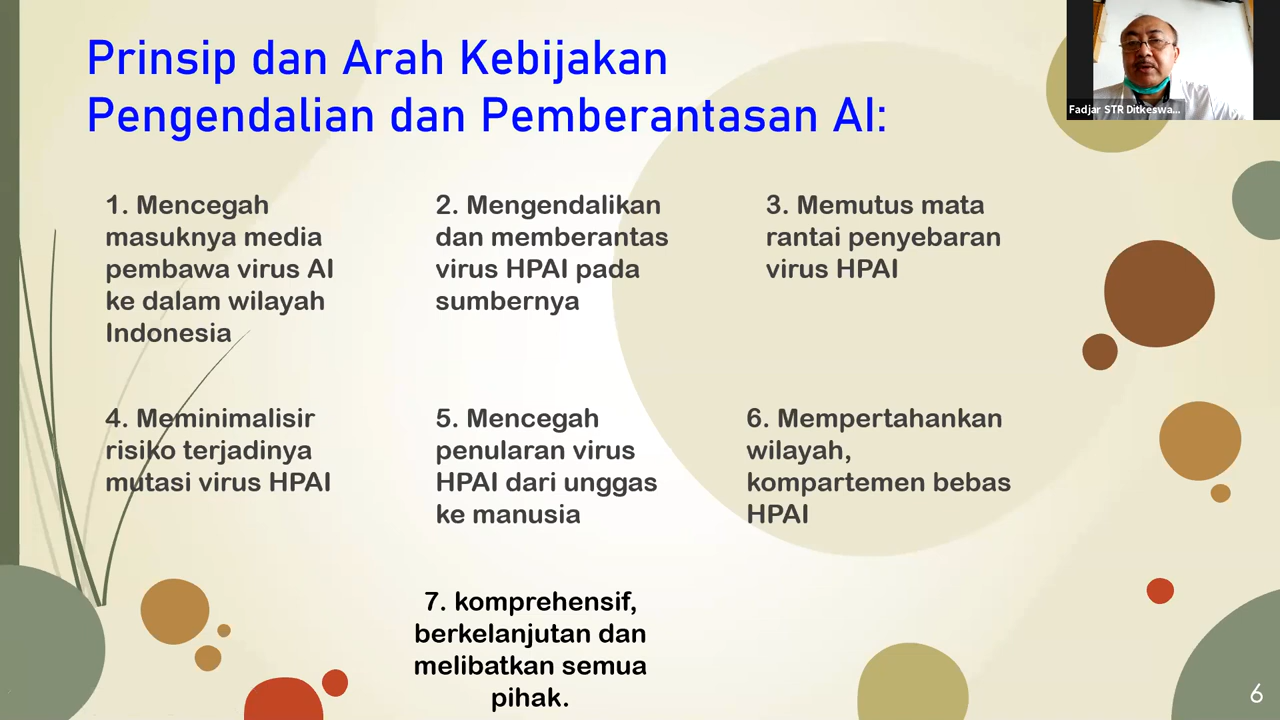 Prinsip dan Arah Kebijakan
Pengendalian dan Pemberantasan AI:
Fadjar STR Ditkeswa...
1. Mencegah
masuknya media
pembawa virus AI
ke dalam wilayah
Indonesia
2. Mengendalikan
dan memberantas
virus HPAI pada
sumbernya
3. Memutus mata
rantai penyebaran
virus HPAI
4. Meminimalisir
risiko terjadinya
mutasi virus HPAI
5. Mencegah
penularan virus
HPAI dari unggas
ke manusia
6. Mempertahankan
wilayah,
kompartemen bebas
HPAI
7. komprehensif,
berkelanjutan dan
melibatkan semua
pihak.
6